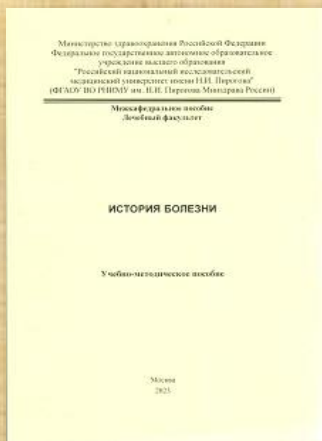 Министерство здравоохранения Российской Федерации
Федеральное государственное автономное образовательное
учреждение высшего образования
"Российский национальный исследовательский
медицинский университет имени Н.И. Пирогова"
(ФГАОУ ВО РНИМУ им. Н.И. Пирогова Минздрава России)
Межкафедральное пособие
Лечебный факультет
ИСТОРИЯ БОЛЕЗНИ
Учебно-методическое пособие
Москва
2023